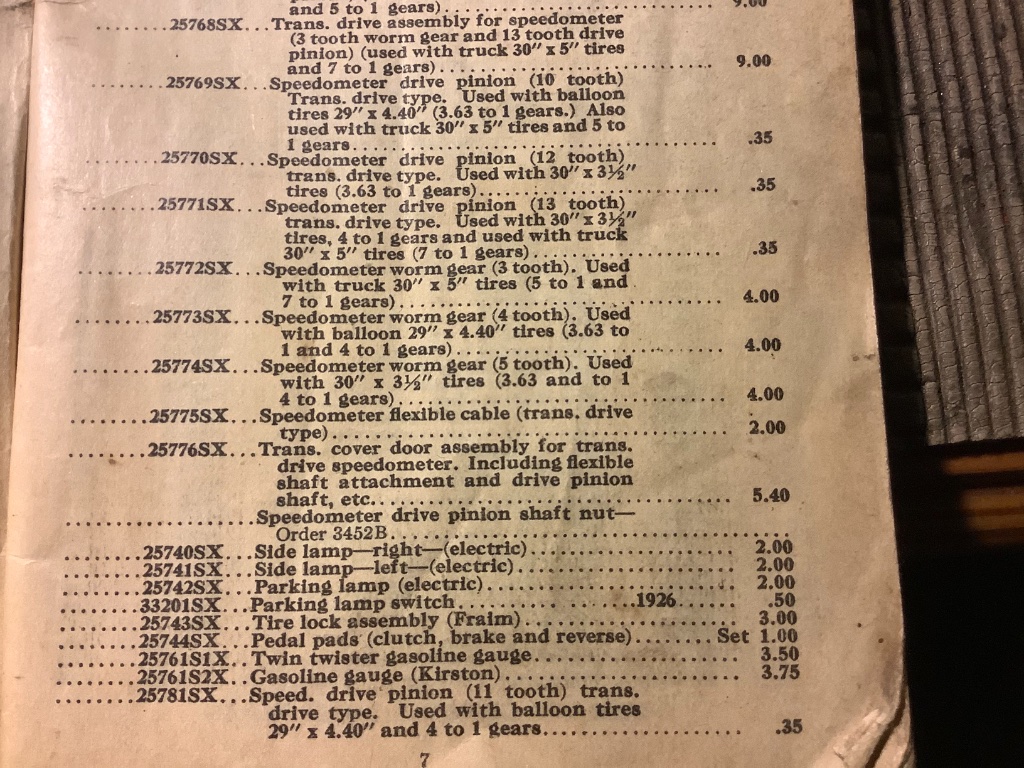 and 5 to 1 gears)........................................ 9.00
........25768SX...Trans. drive assembly for speedometer
(3 tooth worm gear and 13 tooth drive
pinion) (used with truck 30″ x 5″ tires
and 7 to 1 gears)........................................ 9.00
........25769SX...Speedometer drive pinion (10 tooth)
Trans. drive type. Used with balloon
tires 29″ x 4.40″ (3.63 to 1 gears.) Also
used with truck 30″ x 5″ tires and 5 to
1 gears........................................ .35
........25770SX...Speedometer drive pinion (12 tooth)
trans. drive type. Used with 30″ x 3½″
tires (3.63 to 1 gears)........................................ .35
........25771SX...Speedometer drive pinion (13 tooth)
trans. drive type. Used with 30″ x 3½″
tires, 4 to 1 gears and used with truck
30″ x 5″ tires (7 to 1 gears)........................................ .35
........25772SX...Speedometer worm gear (3 tooth). Used
with truck 30″ x 5″ tires (5 to 1 and
7 to 1 gears)........................................ 4.00
........25773SX...Speedometer worm gear (4 tooth). Used
with balloon 29″ x 4.40″ tires (3.63 to
1 and 4 to 1 gears)........................................ 4.00
........25774SX...Speedometer worm gear (5 tooth). Used
with 30″ x 3½″ tires (3.63 and to 1
4 to 1 gears)........................................ 4.00
........25775SX...Speedometer flexible cable (trans. drive
type)........................................ 2.00
........25776SX...Trans. cover door assembly for trans.
drive speedometer. Including flexible
shaft attachment and drive pinion
shaft, etc........................................ 5.40
....................Speedometer drive pinion shaft nut—
Order 3452B........................................
........25740SX...Side lamp—right—(electric)........................ 2.00
........25741SX...Side lamp—left—(electric)........................ 2.00
........25742SX...Parking lamp (electric)........................ 2.00
........33201SX...Parking lamp switch................1926...... .50
........25743SX...Tire lock assembly (Fraim)........................ 3.00
........25744SX...Pedal pads (clutch, brake and reverse)........Set 1.00
........25761S1X..Twin twister gasoline gauge........................ 3.50
........25761S2X..Gasoline gauge (Kirston)........................ 3.75
........25781SX...Speed. drive pinion (11 tooth) trans.
drive type. Used with balloon tires
29″ x 4.40″ and 4 to 1 gears........................ .35
7